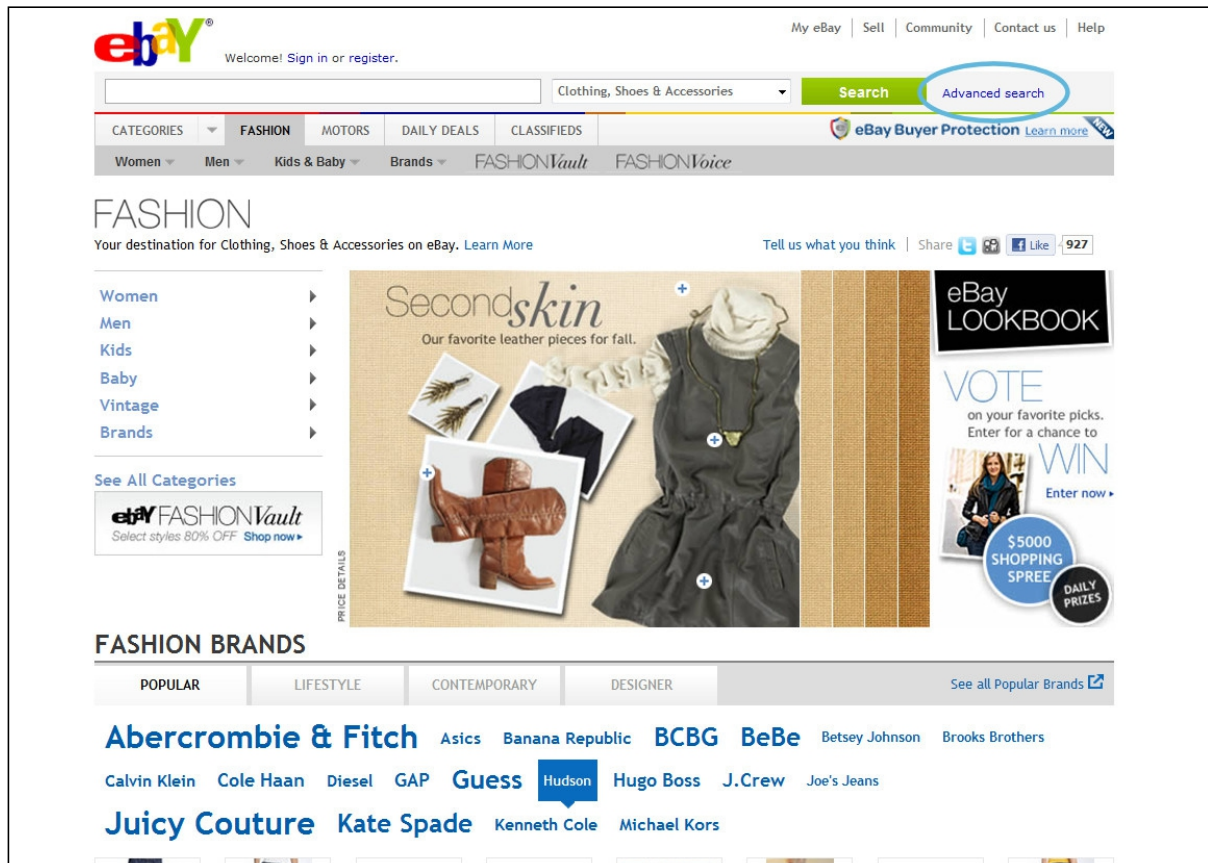 My eBay Sell Community Contact us Help
ebaY®
Welcome! Sign in or register.
Clothing, Shoes & Accessories Search Advanced search
CATEGORIES FASHION MOTORS DAILY DEALS CLASSIFIEDS eBay Buyer Protection Learn more NEW
Women Men Kids & Baby Brands FASHIONVault FASHIONVoice
FASHION
Your destination for Clothing, Shoes & Accessories on eBay. Learn More
Tell us what you think Share Like 927
Women
Men
Kids
Baby
Vintage
Brands
See All Categories
ebaY FASHIONVault
Select styles 80% OFF Shop now
Second skin
Our favorite leather pieces for fall.
PRICE DETAILS
eBay
LOOKBOOK
VOTE
on your favorite picks.
Enter for a chance to
WIN
Enter now
$5000
SHOPPING
SPREE
DAILY
PRIZES
FASHION BRANDS
POPULAR LIFESTYLE CONTEMPORARY DESIGNER See all Popular Brands
Abercrombie & Fitch Asics Banana Republic BCBG BeBe Betsey Johnson Brooks Brothers
Calvin Klein Cole Haan Diesel GAP Guess Hudson Hugo Boss J.Crew Joe's Jeans
Juicy Couture Kate Spade Kenneth Cole Michael Kors